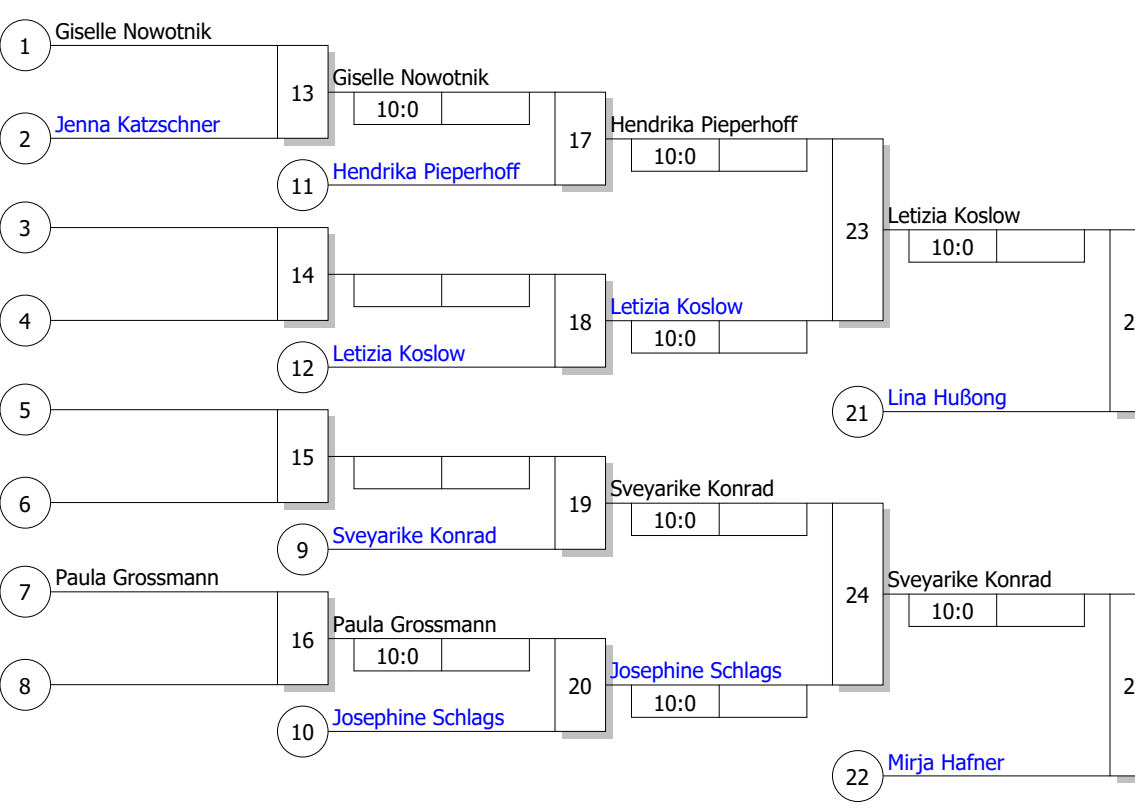 1
Giselle Nowotnik
13
Giselle Nowotnik
10:0
2
Jenna Katzschner
17
Hendrika Pieperhoff
10:0
11
Hendrika Pieperhoff
3
14
23
Letizia Koslow
10:0
4
18
Letizia Koslow
10:0
12
Letizia Koslow
2
5
15
21
Lina Hußong
6
19
Sveyarike Konrad
10:0
9
Sveyarike Konrad
7
Paula Grossmann
16
Paula Grossmann
10:0
24
Sveyarike Konrad
10:0
8
20
Josephine Schlags
10:0
10
Josephine Schlags
2
22
Mirja Hafner